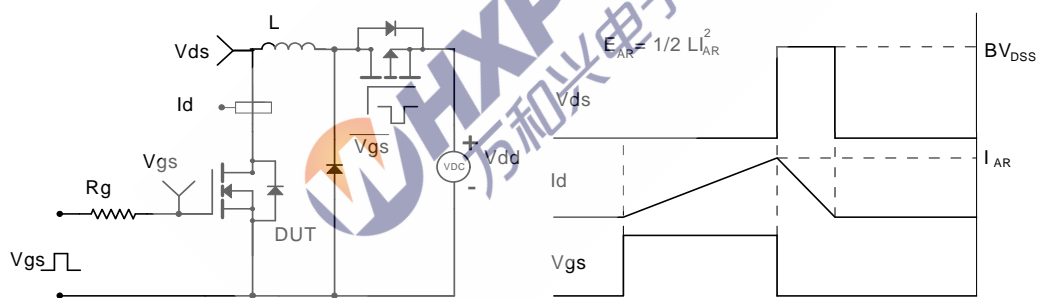 L
Vds
Id
Vgs
Rg
DUT
Vgs
Vgs
+
VDC
-
Vdd
WHXP
万和兴电子
E_AR = 1/2 LI²_AR
Vds
BV_DSS
Id
I_AR
Vgs